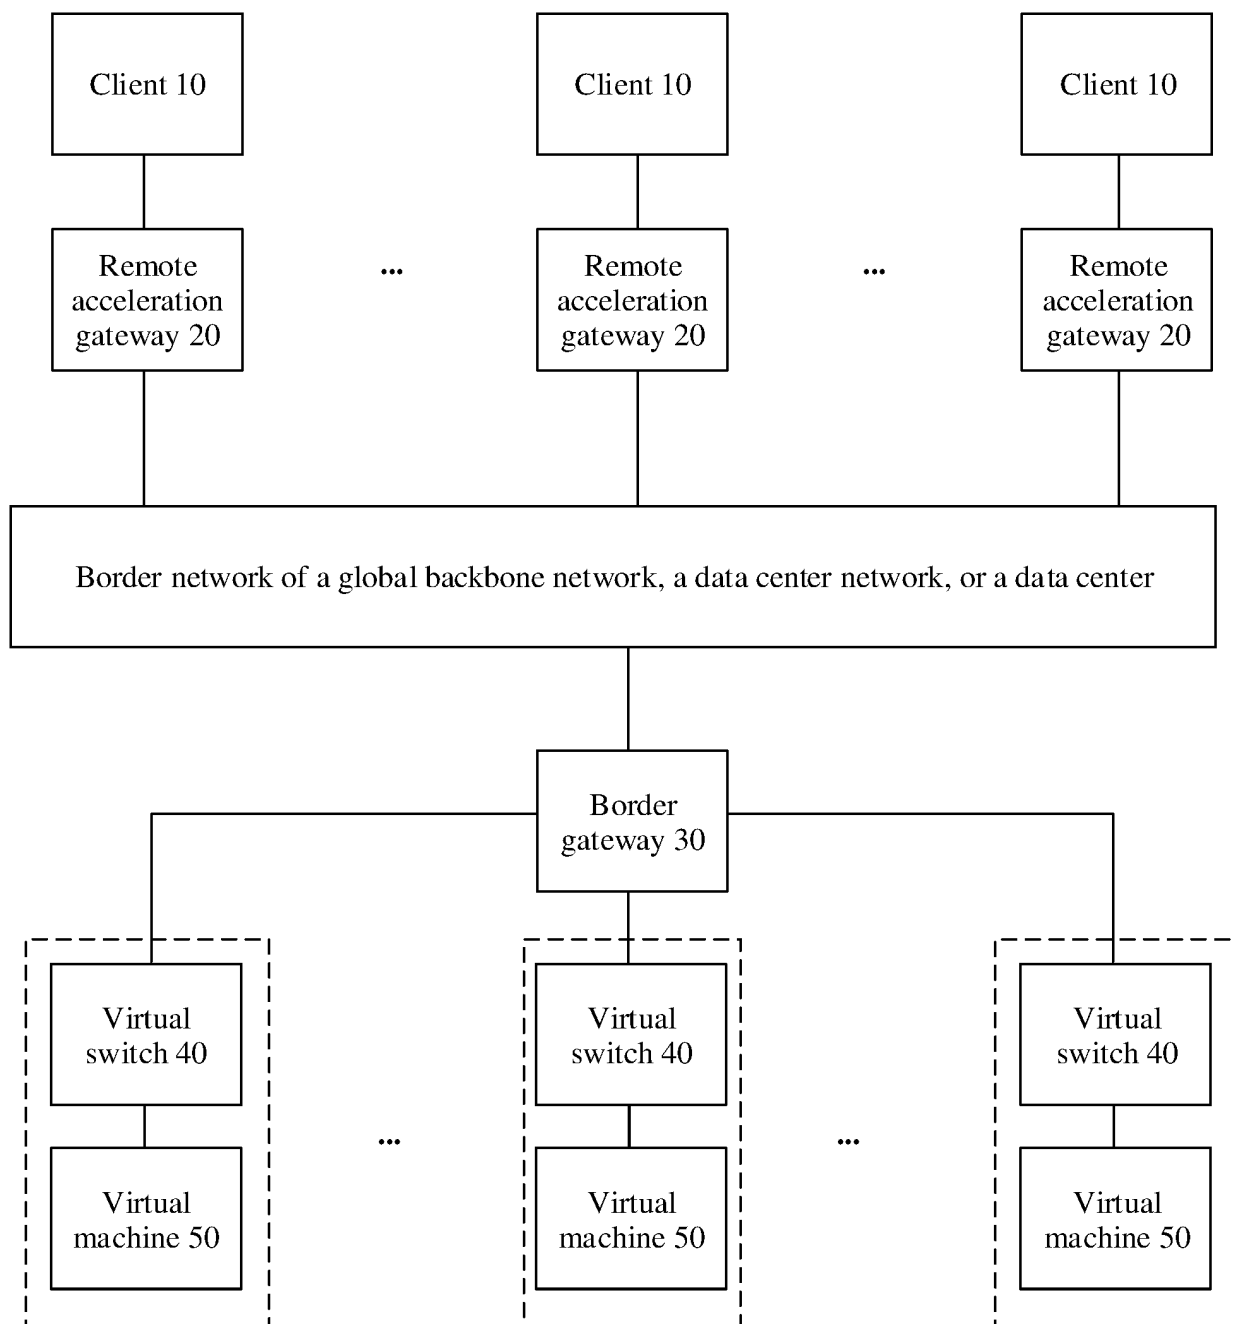 Client 10
Client 10
Client 10
Remote
acceleration
gateway 20
...
Remote
acceleration
gateway 20
...
Remote
acceleration
gateway 20
Border network of a global backbone network, a data center network, or a data center
Border
gateway 30
Virtual
switch 40
Virtual
switch 40
Virtual
switch 40
...
...
Virtual
machine 50
Virtual
machine 50
Virtual
machine 50